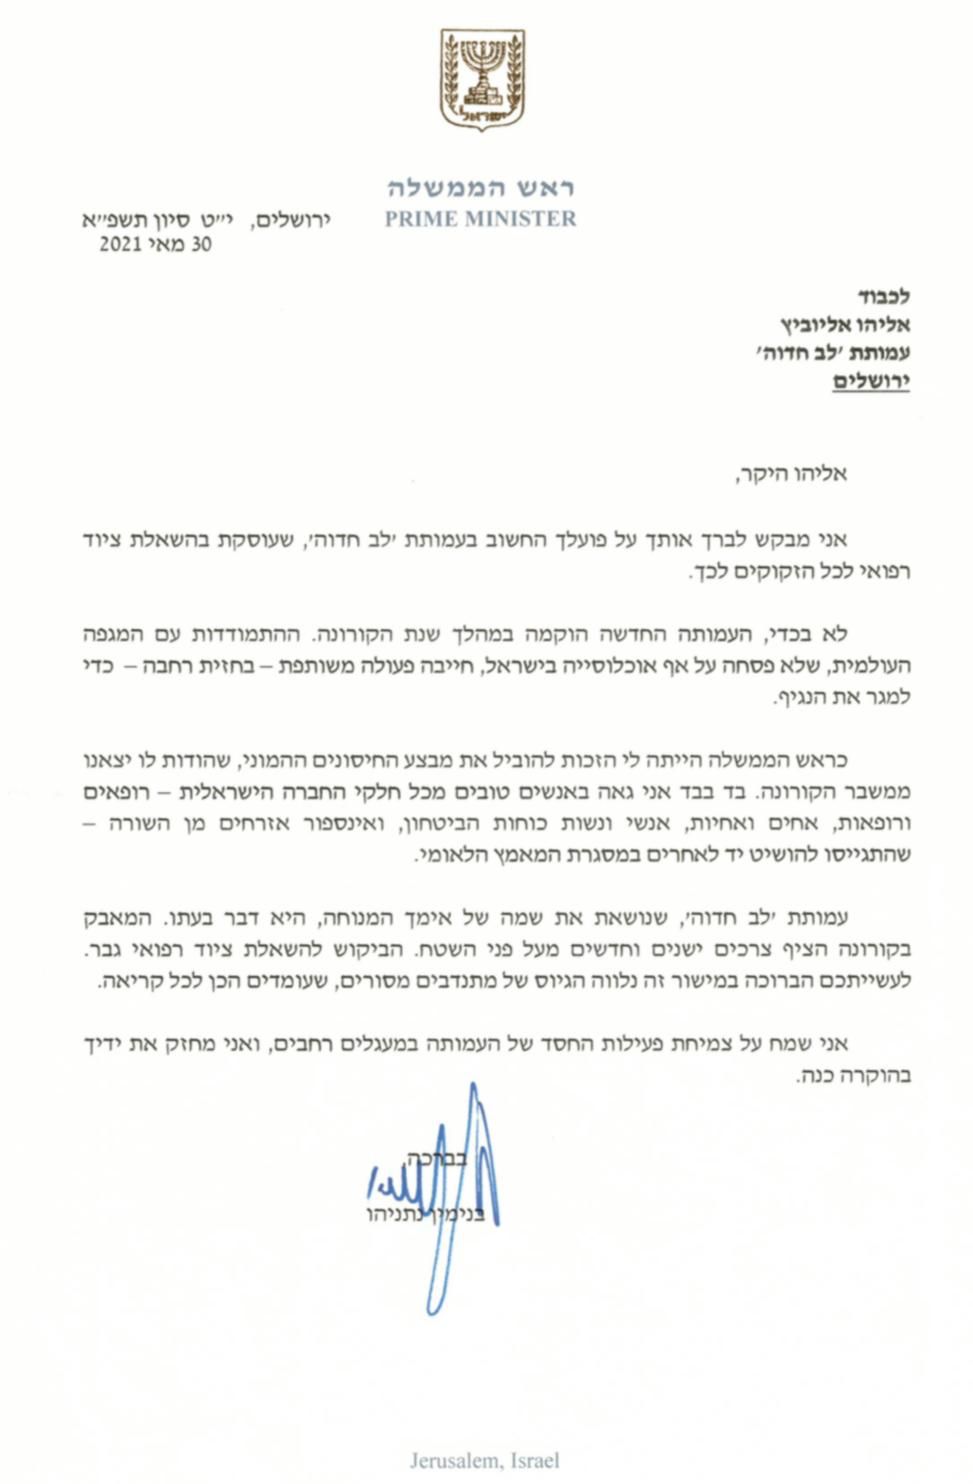 ישראל
ראש הממשלה
PRIME MINISTER
ירושלים, י״ט סיון תשפ״א
30 מאי 2021
לכבוד
אליהו אליוביץ
עמותת ׳לב חדוה׳
ירושלים
אליהו היקר,
אני מבקש לברך אותך על פועלך החשוב בעמותת ׳לב חדוה׳, שעוסקת בהשאלת ציוד
רפואי לכל הזקוקים לכך.
לא בכדי, העמותה החדשה הוקמה במהלך שנת הקורונה. ההתמודדות עם המגפה
העולמית, שלא פסחה על אף אוכלוסייה בישראל, חייבה פעולה משותפת – בחזית רחבה – כדי
למגר את הנגיף.
כראש הממשלה הייתה לי הזכות להוביל את מבצע החיסונים ההמוני, שהודות לו יצאנו
ממשבר הקורונה. בד בבד אני גאה באנשים טובים מכל חלקי החברה הישראלית – רופאים
ורופאות, אחים ואחיות, אנשי ונשות כוחות הביטחון, ואינספור אזרחים מן השורה –
שהתגייסו להושיט יד לאחרים במסגרת המאמץ הלאומי.
עמותת ׳לב חדוה׳, שנושאת את שמה של אימך המנוחה, היא דבר בעתו. המאבק
בקורונה הציף צרכים ישנים וחדשים מעל פני השטח. הביקוש להשאלת ציוד רפואי גבר.
לעשייתכם הברוכה במישור זה נלווה הגיוס של מתנדבים מסורים, שעומדים הכן לכל קריאה.
אני שמח על צמיחת פעילות החסד של העמותה במעגלים רחבים, ואני מחזק את ידיך
בהוקרה כנה.
בברכה,
בנימין נתניהו
Jerusalem, Israel